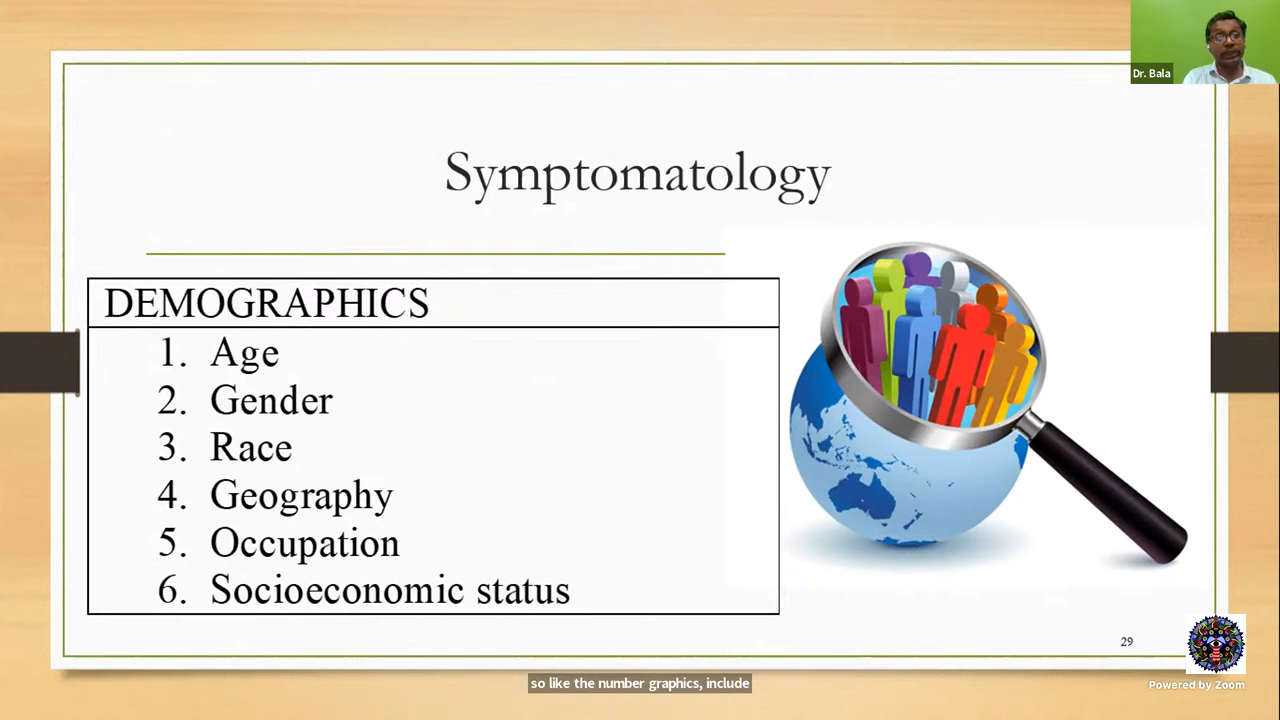 Dr. Bala
Symptomatology
DEMOGRAPHICS
1. Age
2. Gender
3. Race
4. Geography
5. Occupation
6. Socioeconomic status
29
so like the number graphics, include
Powered by Zoom